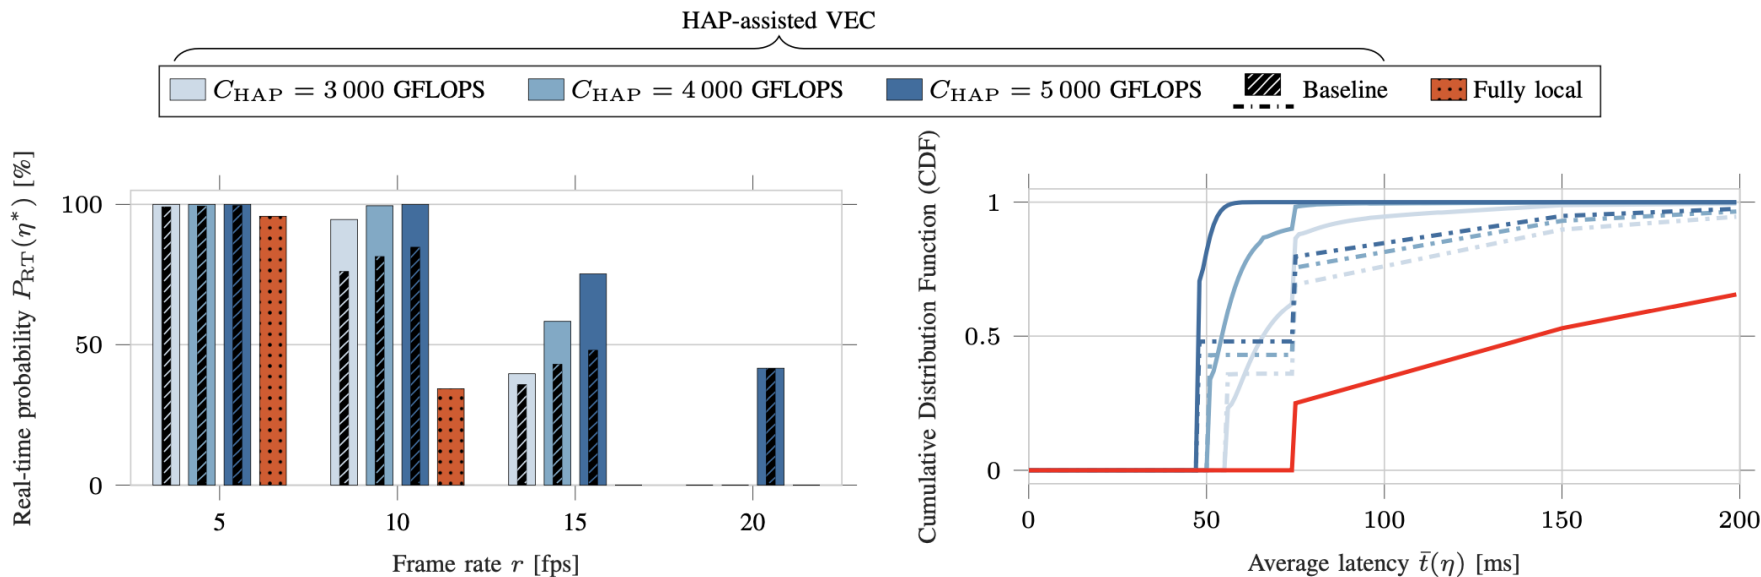 HAP-assisted VEC
C_HAP = 3 000 GFLOPS
C_HAP = 4 000 GFLOPS
C_HAP = 5 000 GFLOPS
Baseline
Fully local
Real-time probability P_RT(η*) [%]
100
50
0
5
10
15
20
Frame rate r [fps]
Cumulative Distribution Function (CDF)
1
0.5
0
0
50
100
150
200
Average latency t̄(η) [ms]